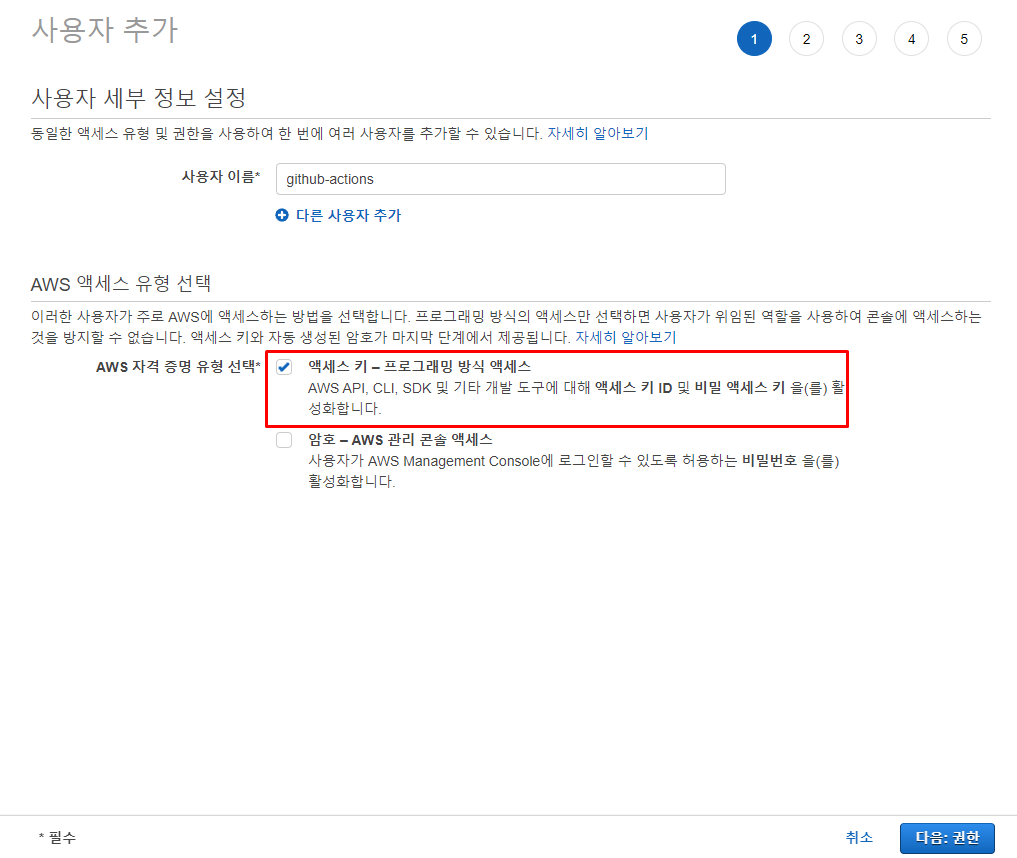 사용자 추가
1 2 3 4 5
사용자 세부 정보 설정
동일한 액세스 유형 및 권한을 사용하여 한 번에 여러 사용자를 추가할 수 있습니다. 자세히 알아보기
사용자 이름* github-actions
다른 사용자 추가
AWS 액세스 유형 선택
이러한 사용자가 주로 AWS에 액세스하는 방법을 선택합니다. 프로그래밍 방식의 액세스만 선택하면 사용자가 위임된 역할을 사용하여 콘솔에 액세스하는
것을 방지할 수 없습니다. 액세스 키와 자동 생성된 암호가 마지막 단계에서 제공됩니다. 자세히 알아보기
AWS 자격 증명 유형 선택* 액세스 키 – 프로그래밍 방식 액세스
AWS API, CLI, SDK 및 기타 개발 도구에 대해 액세스 키 ID 및 비밀 액세스 키 을(를) 활
성화합니다.
암호 – AWS 관리 콘솔 액세스
사용자가 AWS Management Console에 로그인할 수 있도록 허용하는 비밀번호 을(를)
활성화합니다.
* 필수 취소 다음: 권한